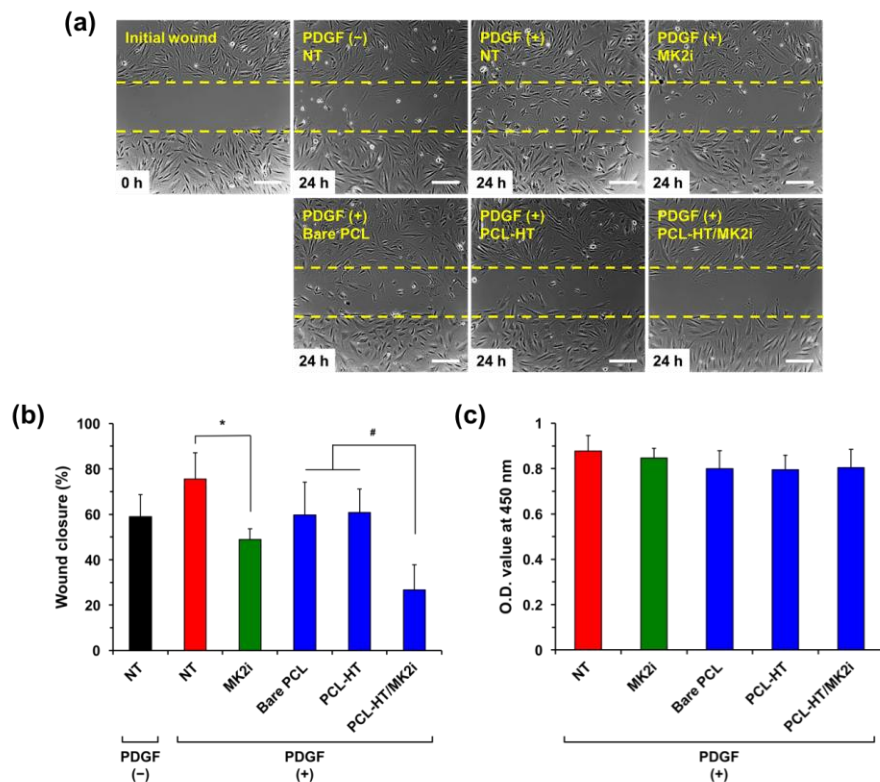 (a)
Initial wound
0 h
PDGF (−)
NT
24 h
PDGF (+)
NT
24 h
PDGF (+)
MK2i
24 h
PDGF (+)
Bare PCL
24 h
PDGF (+)
PCL-HT
24 h
PDGF (+)
PCL-HT/MK2i
24 h
(b)
Wound closure (%)
100
80
60
40
20
0
*
#
NT
NT
MK2i
Bare PCL
PCL-HT
PCL-HT/MK2i
PDGF
(−)
PDGF
(+)
(c)
O.D. value at 450 nm
1
0.8
0.6
0.4
0.2
0
NT
MK2i
Bare PCL
PCL-HT
PCL-HT/MK2i
PDGF
(+)